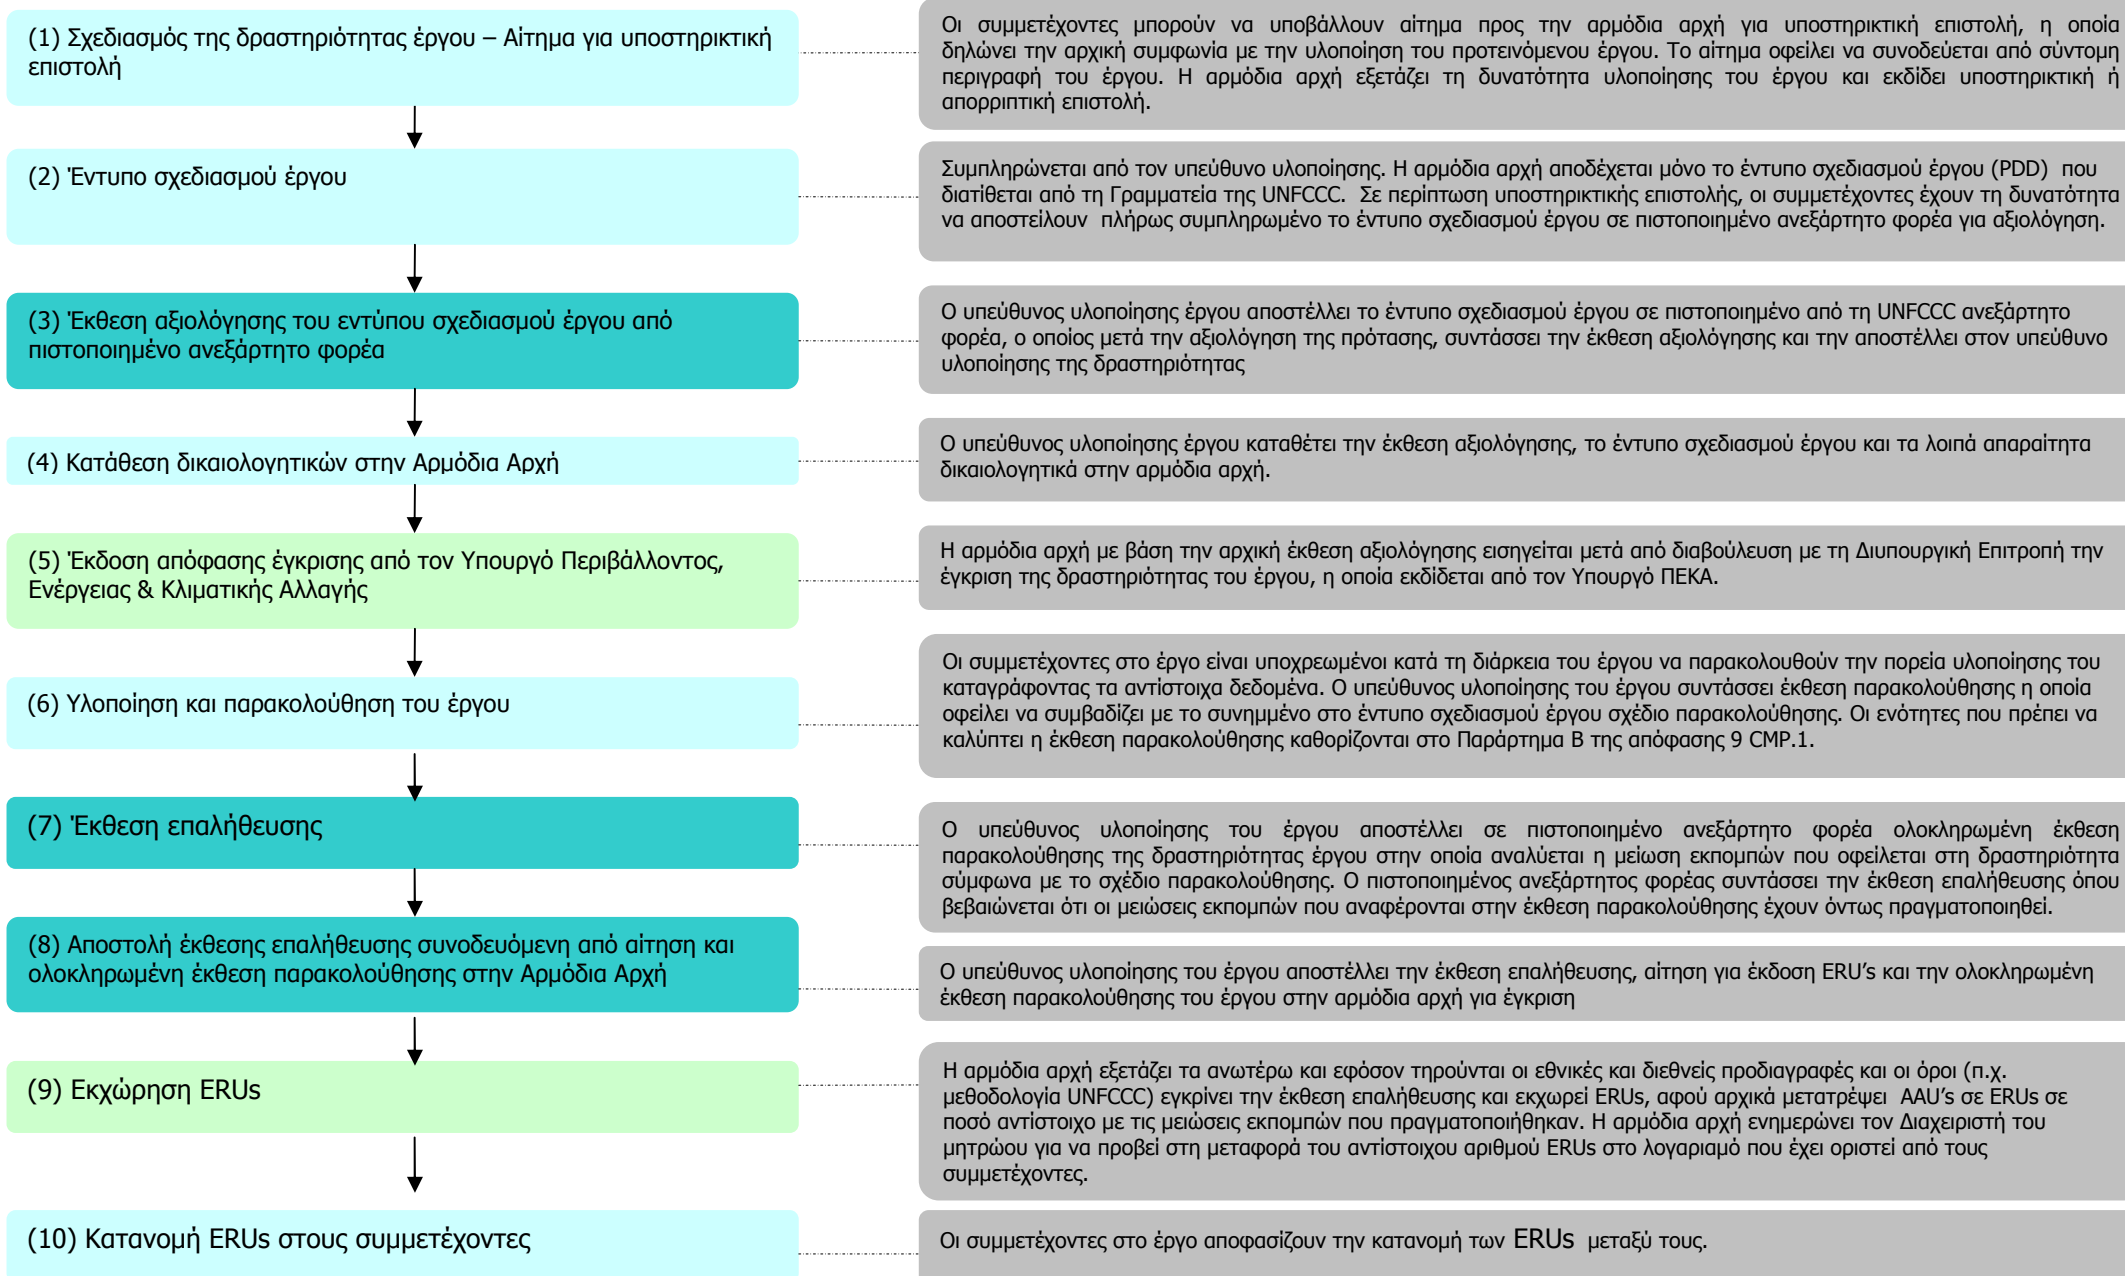 (1) Σχεδιασμός της δραστηριότητας έργου – Αίτημα για υποστηρικτική
επιστολή
Οι συμμετέχοντες μπορούν να υποβάλλουν αίτημα προς την αρμόδια αρχή για υποστηρικτική επιστολή, η οποία
δηλώνει την αρχική συμφωνία με την υλοποίηση του προτεινόμενου έργου. Το αίτημα οφείλει να συνοδεύεται από σύντομη
περιγραφή του έργου. Η αρμόδια αρχή εξετάζει τη δυνατότητα υλοποίησης του έργου και εκδίδει υποστηρικτική ή
απορριπτική επιστολή.
(2) Έντυπο σχεδιασμού έργου
Συμπληρώνεται από τον υπεύθυνο υλοποίησης. Η αρμόδια αρχή αποδέχεται μόνο το έντυπο σχεδιασμού έργου (PDD) που
διατίθεται από τη Γραμματεία της UNFCCC. Σε περίπτωση υποστηρικτικής επιστολής, οι συμμετέχοντες έχουν τη δυνατότητα
να αποστείλουν πλήρως συμπληρωμένο το έντυπο σχεδιασμού έργου σε πιστοποιημένο ανεξάρτητο φορέα για αξιολόγηση.
(3) Έκθεση αξιολόγησης του εντύπου σχεδιασμού έργου από
πιστοποιημένο ανεξάρτητο φορέα
Ο υπεύθυνος υλοποίησης έργου αποστέλλει το έντυπο σχεδιασμού έργου σε πιστοποιημένο από τη UNFCCC ανεξάρτητο
φορέα, ο οποίος μετά την αξιολόγηση της πρότασης, συντάσσει την έκθεση αξιολόγησης και την αποστέλλει στον υπεύθυνο
υλοποίησης της δραστηριότητας
(4) Κατάθεση δικαιολογητικών στην Αρμόδια Αρχή
Ο υπεύθυνος υλοποίησης έργου καταθέτει την έκθεση αξιολόγησης, το έντυπο σχεδιασμού έργου και τα λοιπά απαραίτητα
δικαιολογητικά στην αρμόδια αρχή.
(5) Έκδοση απόφασης έγκρισης από τον Υπουργό Περιβάλλοντος,
Ενέργειας & Κλιματικής Αλλαγής
Η αρμόδια αρχή με βάση την αρχική έκθεση αξιολόγησης εισηγείται μετά από διαβούλευση με τη Διυπουργική Επιτροπή την
έγκριση της δραστηριότητας του έργου, η οποία εκδίδεται από τον Υπουργό ΠΕΚΑ.
(6) Υλοποίηση και παρακολούθηση του έργου
Οι συμμετέχοντες στο έργο είναι υποχρεωμένοι κατά τη διάρκεια του έργου να παρακολουθούν την πορεία υλοποίησης του
καταγράφοντας τα αντίστοιχα δεδομένα. Ο υπεύθυνος υλοποίησης του έργου συντάσσει έκθεση παρακολούθησης η οποία
οφείλει να συμβαδίζει με το συνημμένο στο έντυπο σχεδιασμού έργου σχέδιο παρακολούθησης. Οι ενότητες που πρέπει να
καλύπτει η έκθεση παρακολούθησης καθορίζονται στο Παράρτημα Β της απόφασης 9 CMP.1.
(7) Έκθεση επαλήθευσης
Ο υπεύθυνος υλοποίησης του έργου αποστέλλει σε πιστοποιημένο ανεξάρτητο φορέα ολοκληρωμένη έκθεση
παρακολούθησης της δραστηριότητας έργου στην οποία αναλύεται η μείωση εκπομπών που οφείλεται στη δραστηριότητα
σύμφωνα με το σχέδιο παρακολούθησης. Ο πιστοποιημένος ανεξάρτητος φορέας συντάσσει την έκθεση επαλήθευσης όπου
βεβαιώνεται ότι οι μειώσεις εκπομπών που αναφέρονται στην έκθεση παρακολούθησης έχουν όντως πραγματοποιηθεί.
(8) Αποστολή έκθεσης επαλήθευσης συνοδευόμενη από αίτηση και
ολοκληρωμένη έκθεση παρακολούθησης στην Αρμόδια Αρχή
Ο υπεύθυνος υλοποίησης του έργου αποστέλλει την έκθεση επαλήθευσης, αίτηση για έκδοση ERU’s και την ολοκληρωμένη
έκθεση παρακολούθησης του έργου στην αρμόδια αρχή για έγκριση
(9) Εκχώρηση ERUs
Η αρμόδια αρχή εξετάζει τα ανωτέρω και εφόσον τηρούνται οι εθνικές και διεθνείς προδιαγραφές και οι όροι (π.χ.
μεθοδολογία UNFCCC) εγκρίνει την έκθεση επαλήθευσης και εκχωρεί ERUs, αφού αρχικά μετατρέψει AAU’s σε ERUs σε
ποσό αντίστοιχο με τις μειώσεις εκπομπών που πραγματοποιήθηκαν. Η αρμόδια αρχή ενημερώνει τον Διαχειριστή του
μητρώου για να προβεί στη μεταφορά του αντίστοιχου αριθμού ERUs στο λογαριασμό που έχει οριστεί από τους
συμμετέχοντες.
(10) Κατανομή ERUs στους συμμετέχοντες
Οι συμμετέχοντες στο έργο αποφασίζουν την κατανομή των ERUs μεταξύ τους.